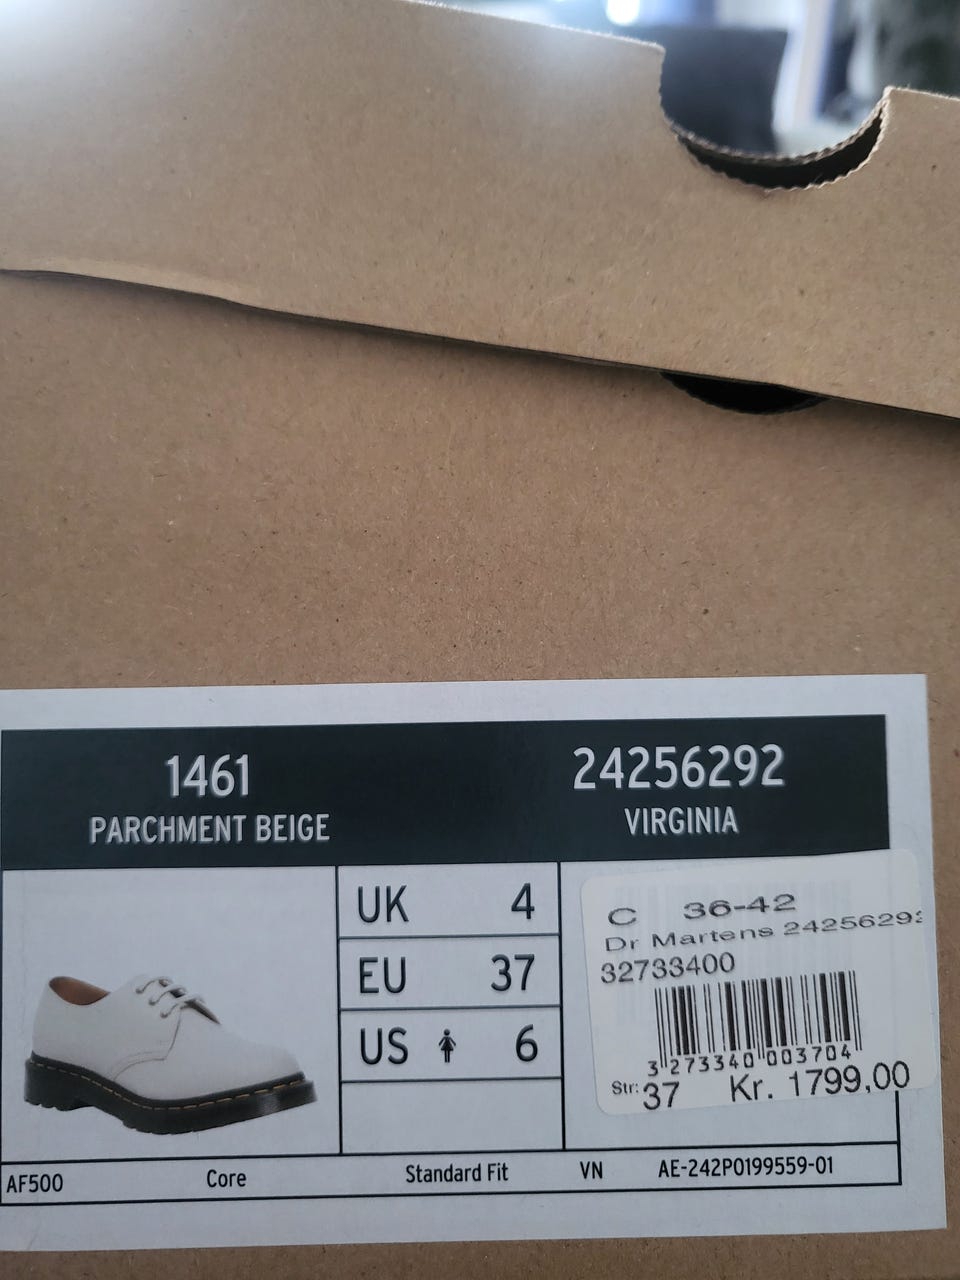 1461
PARCHMENT BEIGE
24256292
VIRGINIA
UK 4
EU 37
US 6
C 36-42
Dr Martens 24256292
32733400
3 273340 003704
Str: 37 Kr. 1799,00
AF500 Core Standard Fit VN AE-242P0199559-01